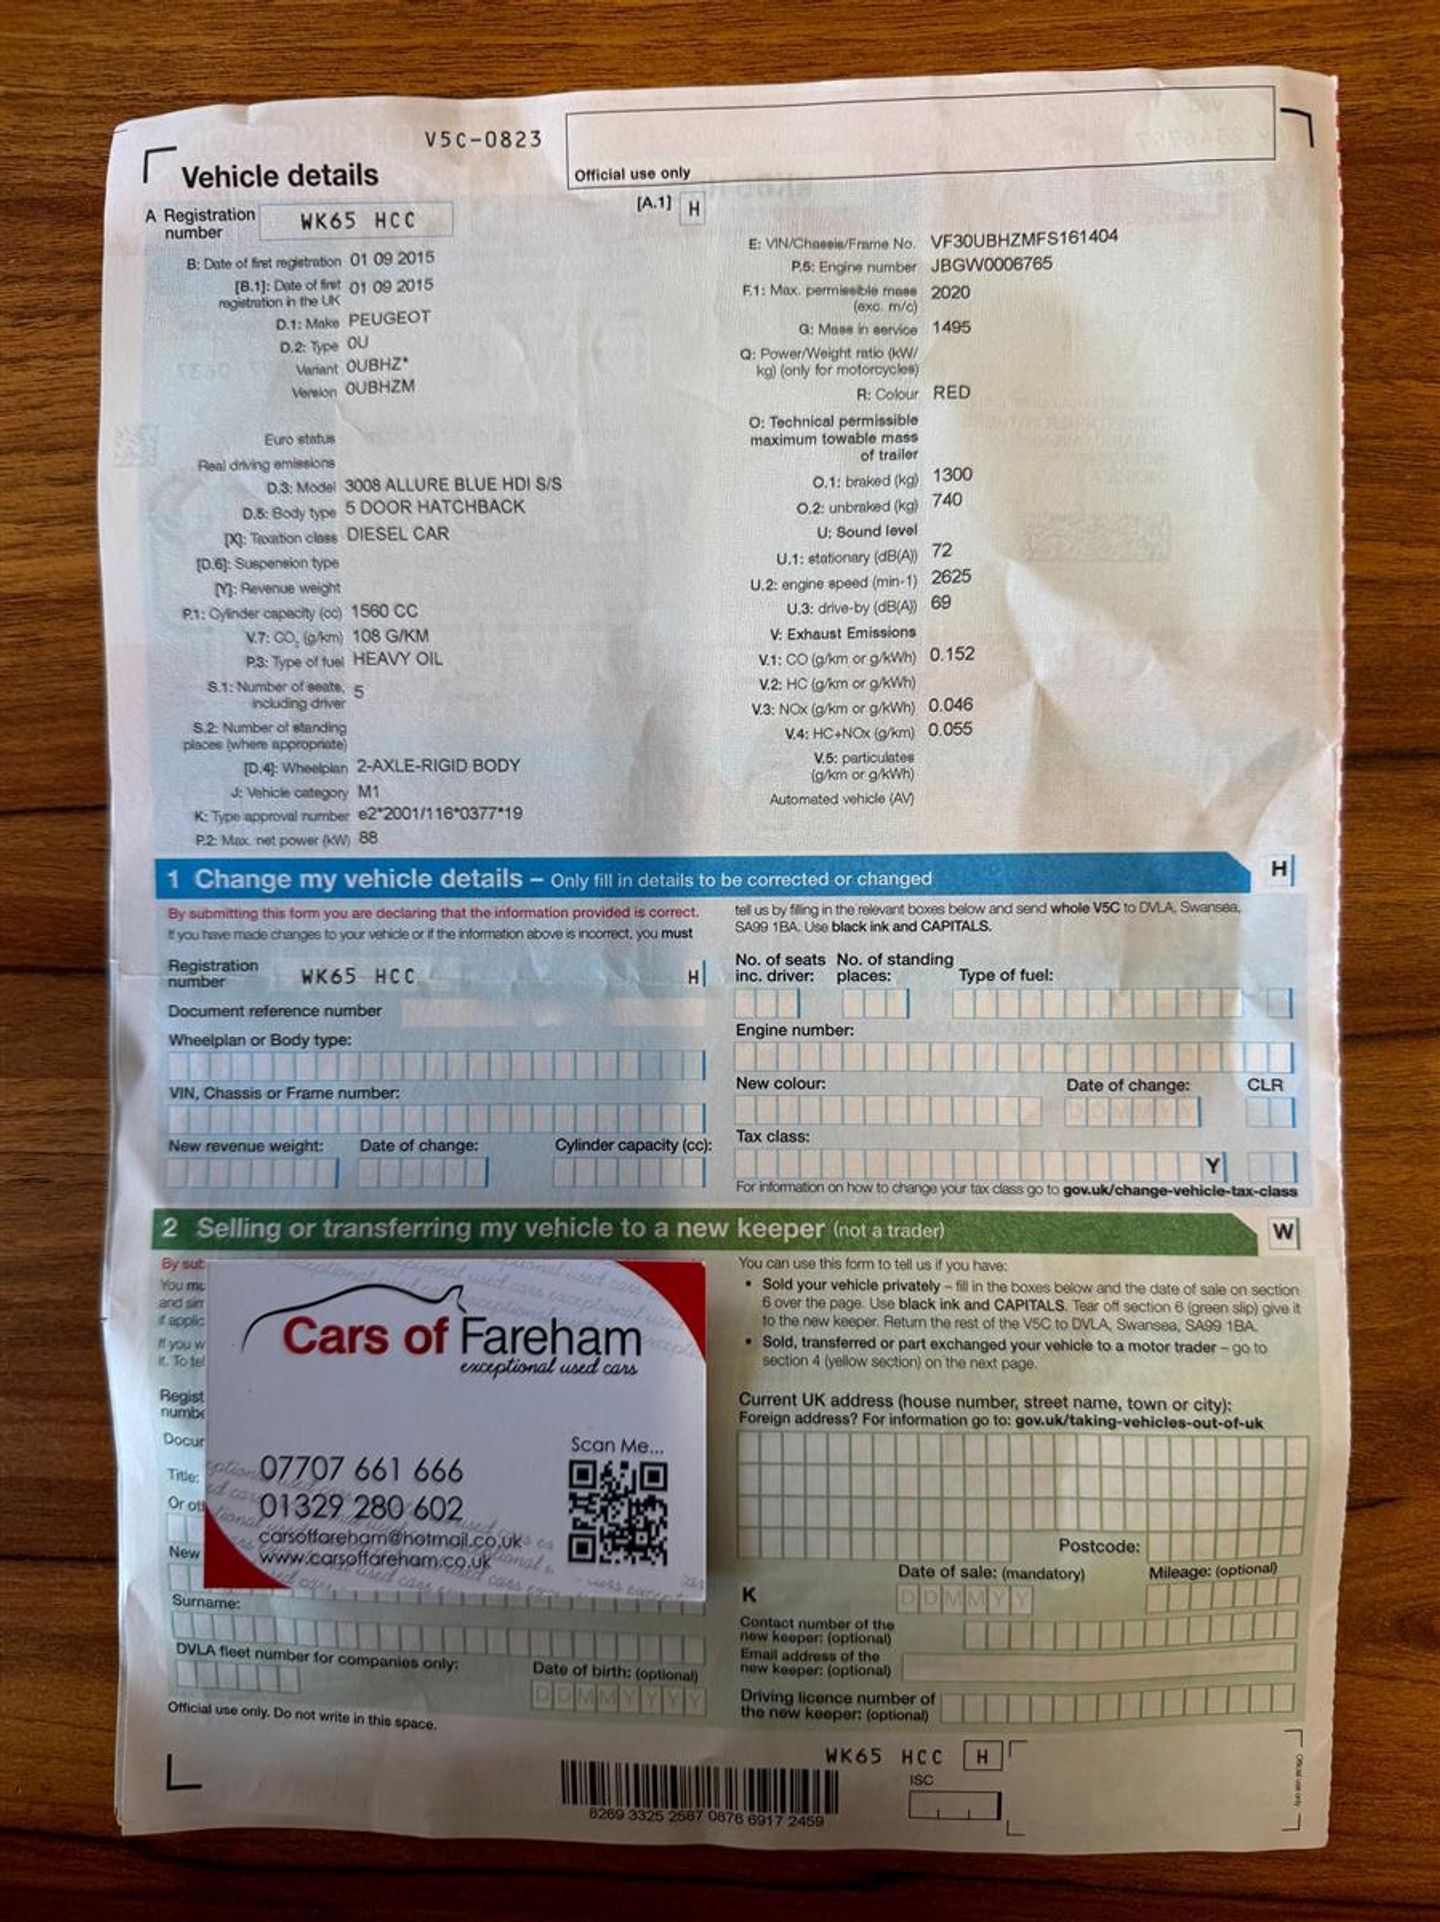 V5C-0823
Vehicle details
Official use only
A Registration number WK65 HCC
[A.1] H
B: Date of first registration 01 09 2015
[B.1]: Date of first registration in the UK 01 09 2015
D.1: Make PEUGEOT
D.2: Type 0U
Variant 0UBHZ*
Version 0UBHZM
Euro status
Real driving emissions
D.3: Model 3008 ALLURE BLUE HDI S/S
D.5: Body type 5 DOOR HATCHBACK
[X]: Taxation class DIESEL CAR
[D.6]: Suspension type
[Y]: Revenue weight
P.1: Cylinder capacity (cc) 1560 CC
V.7: CO₂ (g/km) 108 G/KM
P.3: Type of fuel HEAVY OIL
S.1: Number of seats, including driver 5
S.2: Number of standing places (where appropriate)
[D.4]: Wheelplan 2-AXLE-RIGID BODY
J: Vehicle category M1
K: Type approval number e2*2001/116*0377*19
P.2: Max. net power (kW) 88
E: VIN/Chassis/Frame No. VF30UBHZMFS161404
P.5: Engine number JBGW0006765
F.1: Max. permissible mass (exc. m/c) 2020
G: Mass in service 1495
Q: Power/Weight ratio (kW/kg) (only for motorcycles)
R: Colour RED
O: Technical permissible maximum towable mass of trailer
O.1: braked (kg) 1300
O.2: unbraked (kg) 740
U: Sound level
U.1: stationary (dB(A)) 72
U.2: engine speed (min-1) 2625
U.3: drive-by (dB(A)) 69
V: Exhaust Emissions
V.1: CO (g/km or g/kWh) 0.152
V.2: HC (g/km or g/kWh)
V.3: NOx (g/km or g/kWh) 0.046
V.4: HC+NOx (g/km) 0.055
V.5: particulates (g/km or g/kWh)
Automated vehicle (AV)
1 Change my vehicle details – Only fill in details to be corrected or changed
H
By submitting this form you are declaring that the information provided is correct.
If you have made changes to your vehicle or if the information above is incorrect, you must
tell us by filling in the relevant boxes below and send whole V5C to DVLA, Swansea,
SA99 1BA. Use black ink and CAPITALS.
Registration number WK65 HCC H
Document reference number
Wheelplan or Body type:
VIN, Chassis or Frame number:
New revenue weight: Date of change: Cylinder capacity (cc):
No. of seats inc. driver: No. of standing places: Type of fuel:
Engine number:
New colour: Date of change: CLR
DDMMYY
Tax class:
Y
For information on how to change your tax class go to gov.uk/change-vehicle-tax-class
2 Selling or transferring my vehicle to a new keeper (not a trader)
W
By sub
You mu
and sim
if applic
If you w
it. To tel
Regist
numbe
Docur
Title:
Or oth
New
Surname:
DVLA fleet number for companies only:
Date of birth: (optional)
DDMMYYYY
Official use only. Do not write in this space.
Cars of Fareham
exceptional used cars
Scan Me...
07707 661 666
01329 280 602
carsoffareham@hotmail.co.uk
www.carsoffareham.co.uk
You can use this form to tell us if you have:
• Sold your vehicle privately – fill in the boxes below and the date of sale on section
6 over the page. Use black ink and CAPITALS. Tear off section 6 (green slip) give it
to the new keeper. Return the rest of the V5C to DVLA, Swansea, SA99 1BA.
• Sold, transferred or part exchanged your vehicle to a motor trader – go to
section 4 (yellow section) on the next page.
Current UK address (house number, street name, town or city):
Foreign address? For information go to: gov.uk/taking-vehicles-out-of-uk
Postcode:
Date of sale: (mandatory) Mileage: (optional)
K
DDMMYY
Contact number of the
new keeper: (optional)
Email address of the
new keeper: (optional)
Driving licence number of
the new keeper: (optional)
WK65 HCC H
ISC
Official use only
8269 3325 2587 0876 6917 2459